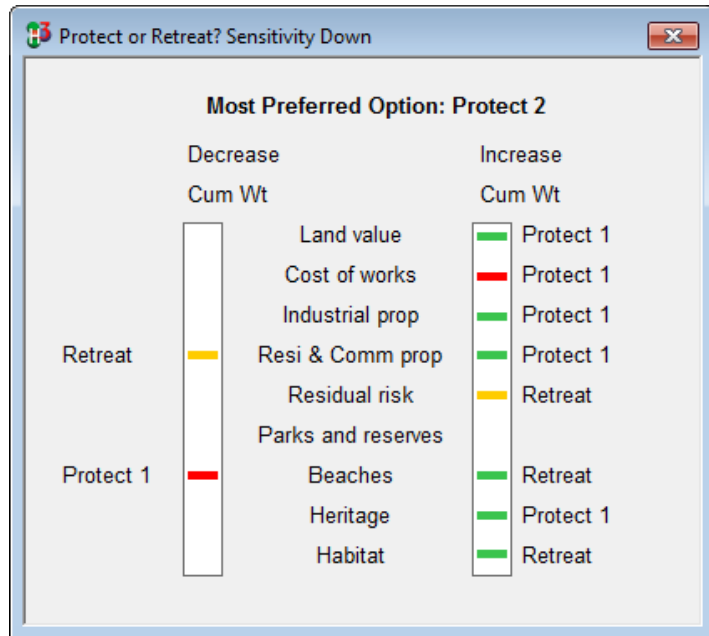 Protect or Retreat? Sensitivity Down
Most Preferred Option: Protect 2
Decrease Increase
Cum Wt Cum Wt
Land value Protect 1
Cost of works Protect 1
Industrial prop Protect 1
Retreat Resi & Comm prop Protect 1
Residual risk Retreat
Parks and reserves
Protect 1 Beaches Retreat
Heritage Protect 1
Habitat Retreat